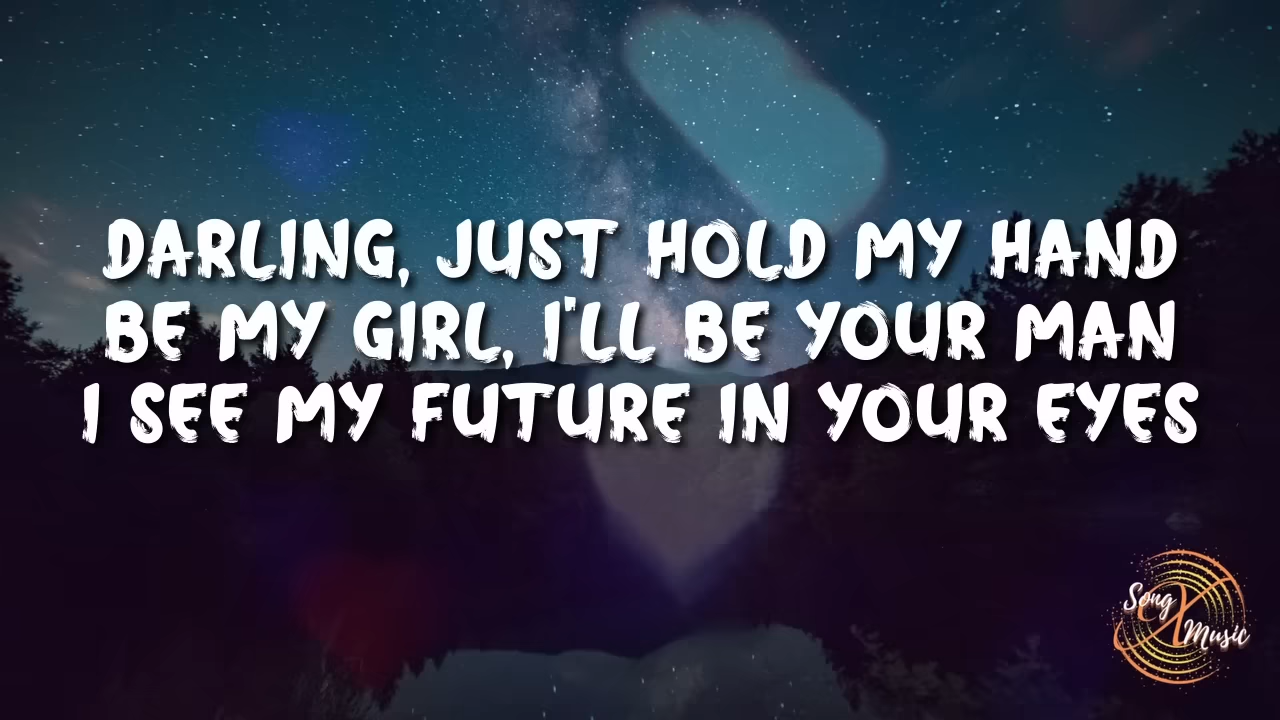 DARLING, JUST HOLD MY HAND
BE MY GIRL, I'LL BE YOUR MAN
I SEE MY FUTURE IN YOUR EYES
Song X
Music